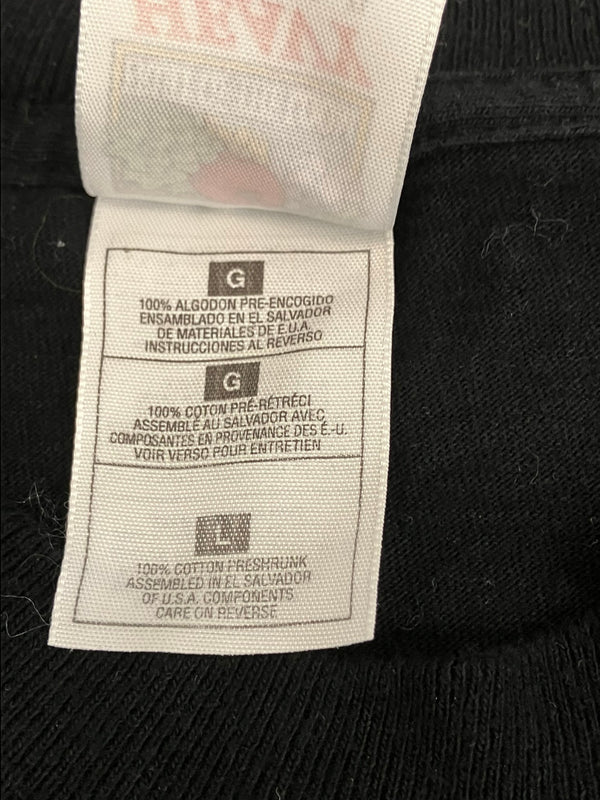 HEAVY
G
100% ALGODON PRE-ENCOGIDO
ENSAMBLADO EN EL SALVADOR
DE MATERIALES DE E.U.A.
INSTRUCCIONES AL REVERSO
G
100% COTON PRÉ-RÉTRÉCI
ASSEMBLÉ AU SALVADOR AVEC
COMPOSANTES EN PROVENANCE DES É.-U.
VOIR VERSO POUR ENTRETIEN
L
100% COTTON PRESHRUNK
ASSEMBLED IN EL SALVADOR
OF U.S.A. COMPONENTS
CARE ON REVERSE